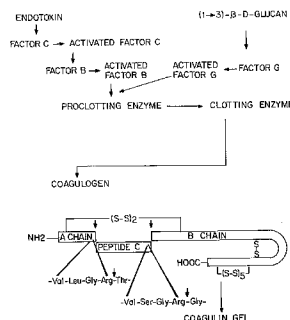 ENDOTOXIN
(1→3)-β-D-GLUCAN
FACTOR C → ACTIVATED FACTOR C
FACTOR B → ACTIVATED FACTOR B
ACTIVATED FACTOR G ← FACTOR G
PROCLOTTING ENZYME → CLOTTING ENZYME
COAGULOGEN
(S-S)2
NH2 A CHAIN
PEPTIDE C
B CHAIN
S
S
HOOC
(S-S)5
-Val-Leu-Gly-Arg-Thr-
-Val-Ser-Gly-Arg-Gly-
COAGULIN GEL